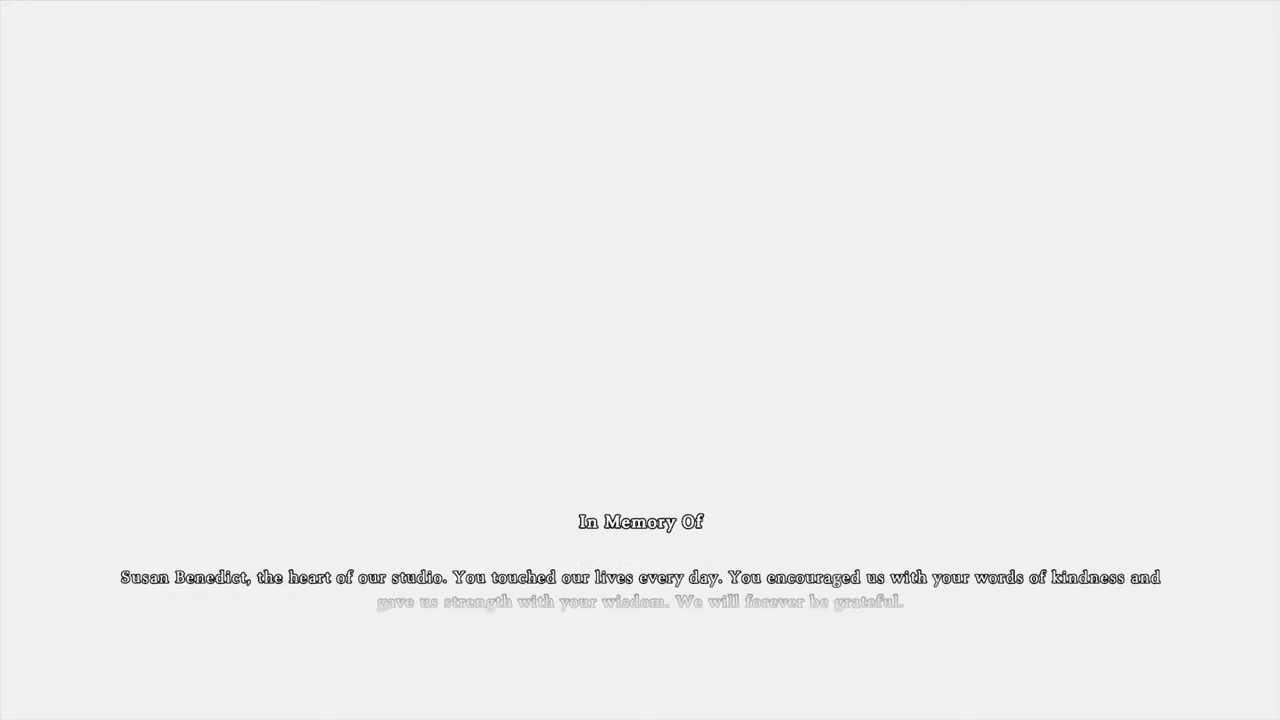 In Memory Of
Susan Benedict, the heart of our studio. You touched our lives every day. You encouraged us with your words of kindness and
gave us strength with your wisdom. We will forever be grateful.